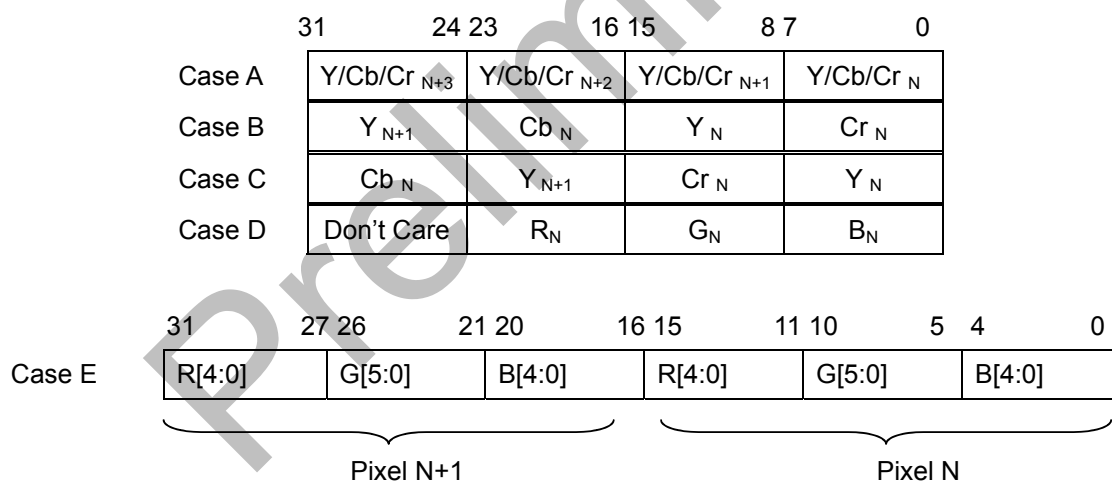 31 24 23 16 15 8 7 0
Case A Y/Cb/Cr N+3 Y/Cb/Cr N+2 Y/Cb/Cr N+1 Y/Cb/Cr N
Case B Y N+1 Cb N Y N Cr N
Case C Cb N Y N+1 Cr N Y N
Case D Don't Care RN GN BN
31 27 26 21 20 16 15 11 10 5 4 0
Case E R[4:0] G[5:0] B[4:0] R[4:0] G[5:0] B[4:0]
Pixel N+1 Pixel N
Prelim